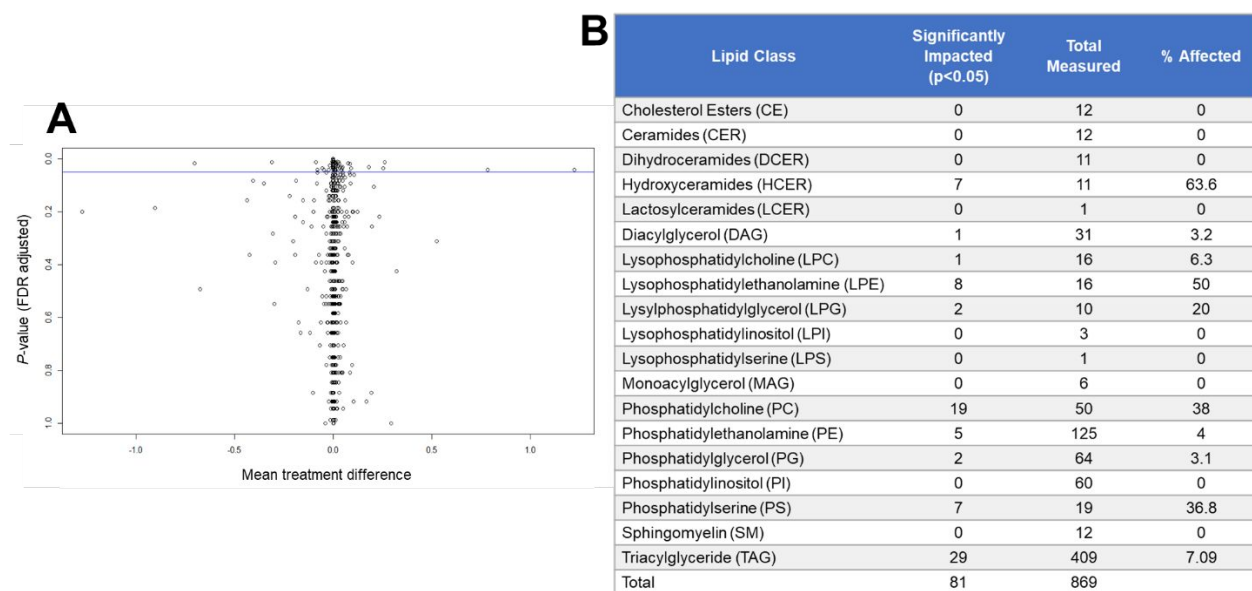 A
P-value (FDR adjusted)
0.0
0.2
0.4
0.6
0.8
1.0
-1.0 -0.5 0.0 0.5 1.0
Mean treatment difference
B
Lipid Class Significantly Impacted (p<0.05) Total Measured % Affected
Cholesterol Esters (CE) 0 12 0
Ceramides (CER) 0 12 0
Dihydroceramides (DCER) 0 11 0
Hydroxyceramides (HCER) 7 11 63.6
Lactosylceramides (LCER) 0 1 0
Diacylglycerol (DAG) 1 31 3.2
Lysophosphatidylcholine (LPC) 1 16 6.3
Lysophosphatidylethanolamine (LPE) 8 16 50
Lysylphosphatidylglycerol (LPG) 2 10 20
Lysophosphatidylinositol (LPI) 0 3 0
Lysophosphatidylserine (LPS) 0 1 0
Monoacylglycerol (MAG) 0 6 0
Phosphatidylcholine (PC) 19 50 38
Phosphatidylethanolamine (PE) 5 125 4
Phosphatidylglycerol (PG) 2 64 3.1
Phosphatidylinositol (PI) 0 60 0
Phosphatidylserine (PS) 7 19 36.8
Sphingomyelin (SM) 0 12 0
Triacylglyceride (TAG) 29 409 7.09
Total 81 869